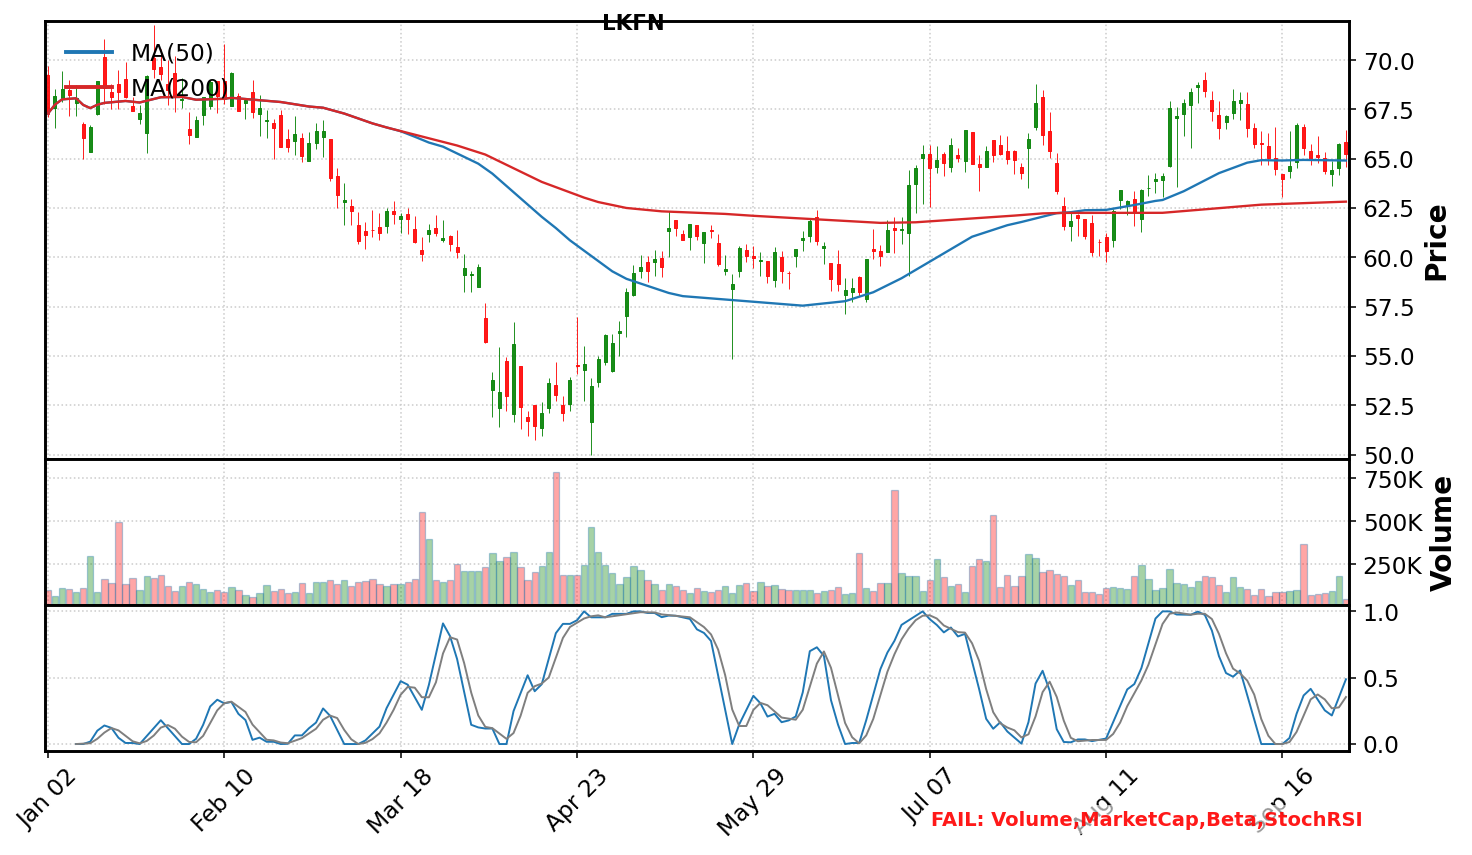 LKFN
MA(50)
MA(200)
70.0
67.5
65.0
62.5
60.0
57.5
55.0
52.5
50.0
Price
750K
500K
250K
Volume
1.0
0.5
0.0
Jan 02
Feb 10
Mar 18
Apr 23
May 29
Jul 07
Aug 11
Sep 16
FAIL: Volume,MarketCap,Beta,StochRSI